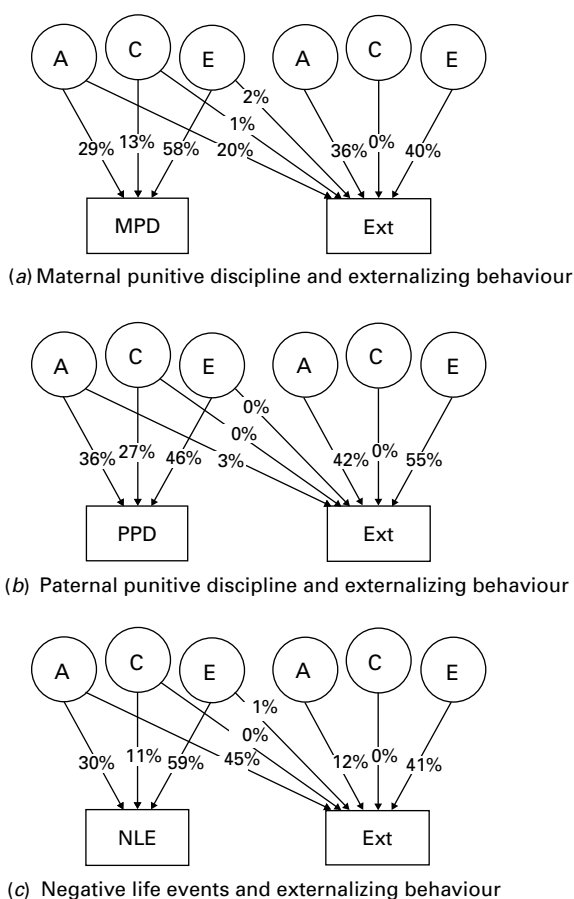 A C E A C E
2%
1%
29% 13% 58% 20% 36% 0% 40%
MPD Ext
(a) Maternal punitive discipline and externalizing behaviour
A C E A C E
0%
0%
36% 27% 46% 3% 42% 0% 55%
PPD Ext
(b) Paternal punitive discipline and externalizing behaviour
A C E A C E
1%
0%
30% 11% 59% 45% 12% 0% 41%
NLE Ext
(c) Negative life events and externalizing behaviour